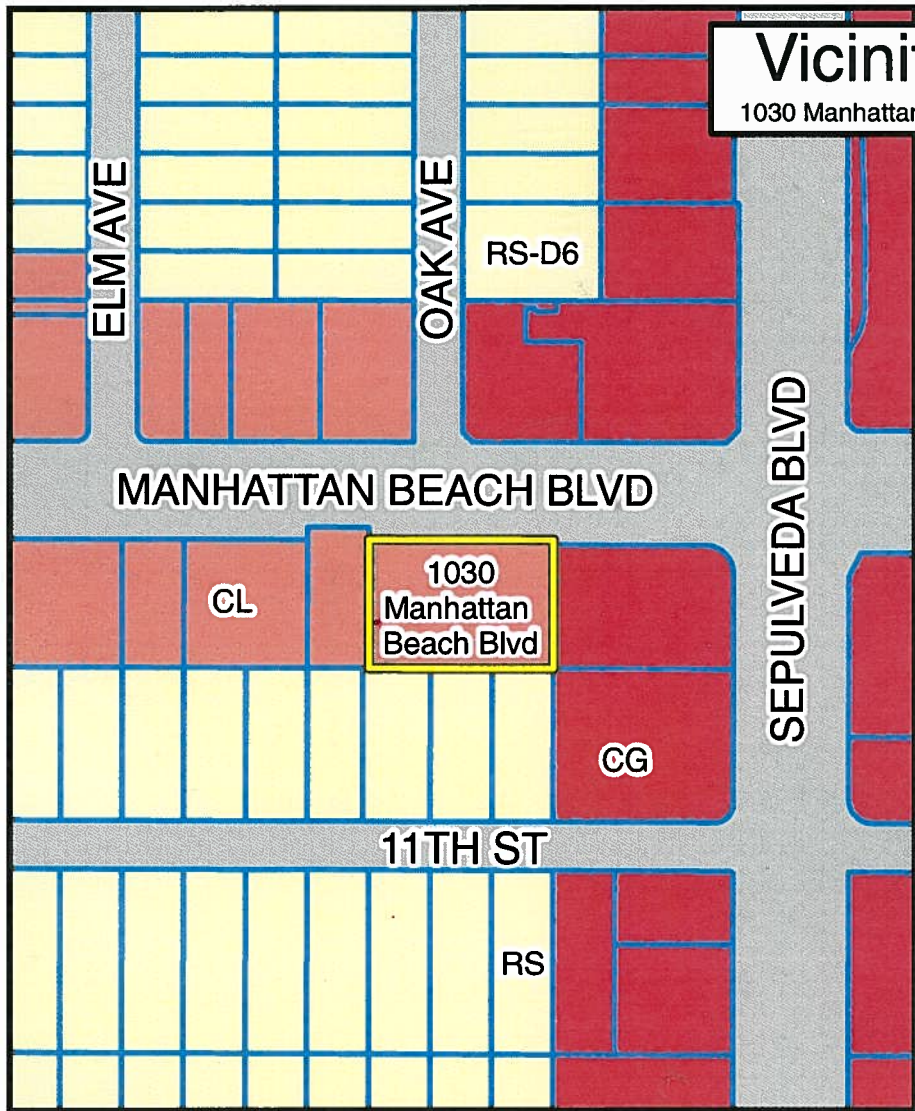 Vicini
1030 Manhattan
ELM AVE
OAK AVE
RS-D6
MANHATTAN BEACH BLVD
SEPULVEDA BLVD
CL
1030
Manhattan
Beach Blvd
CG
11TH ST
RS